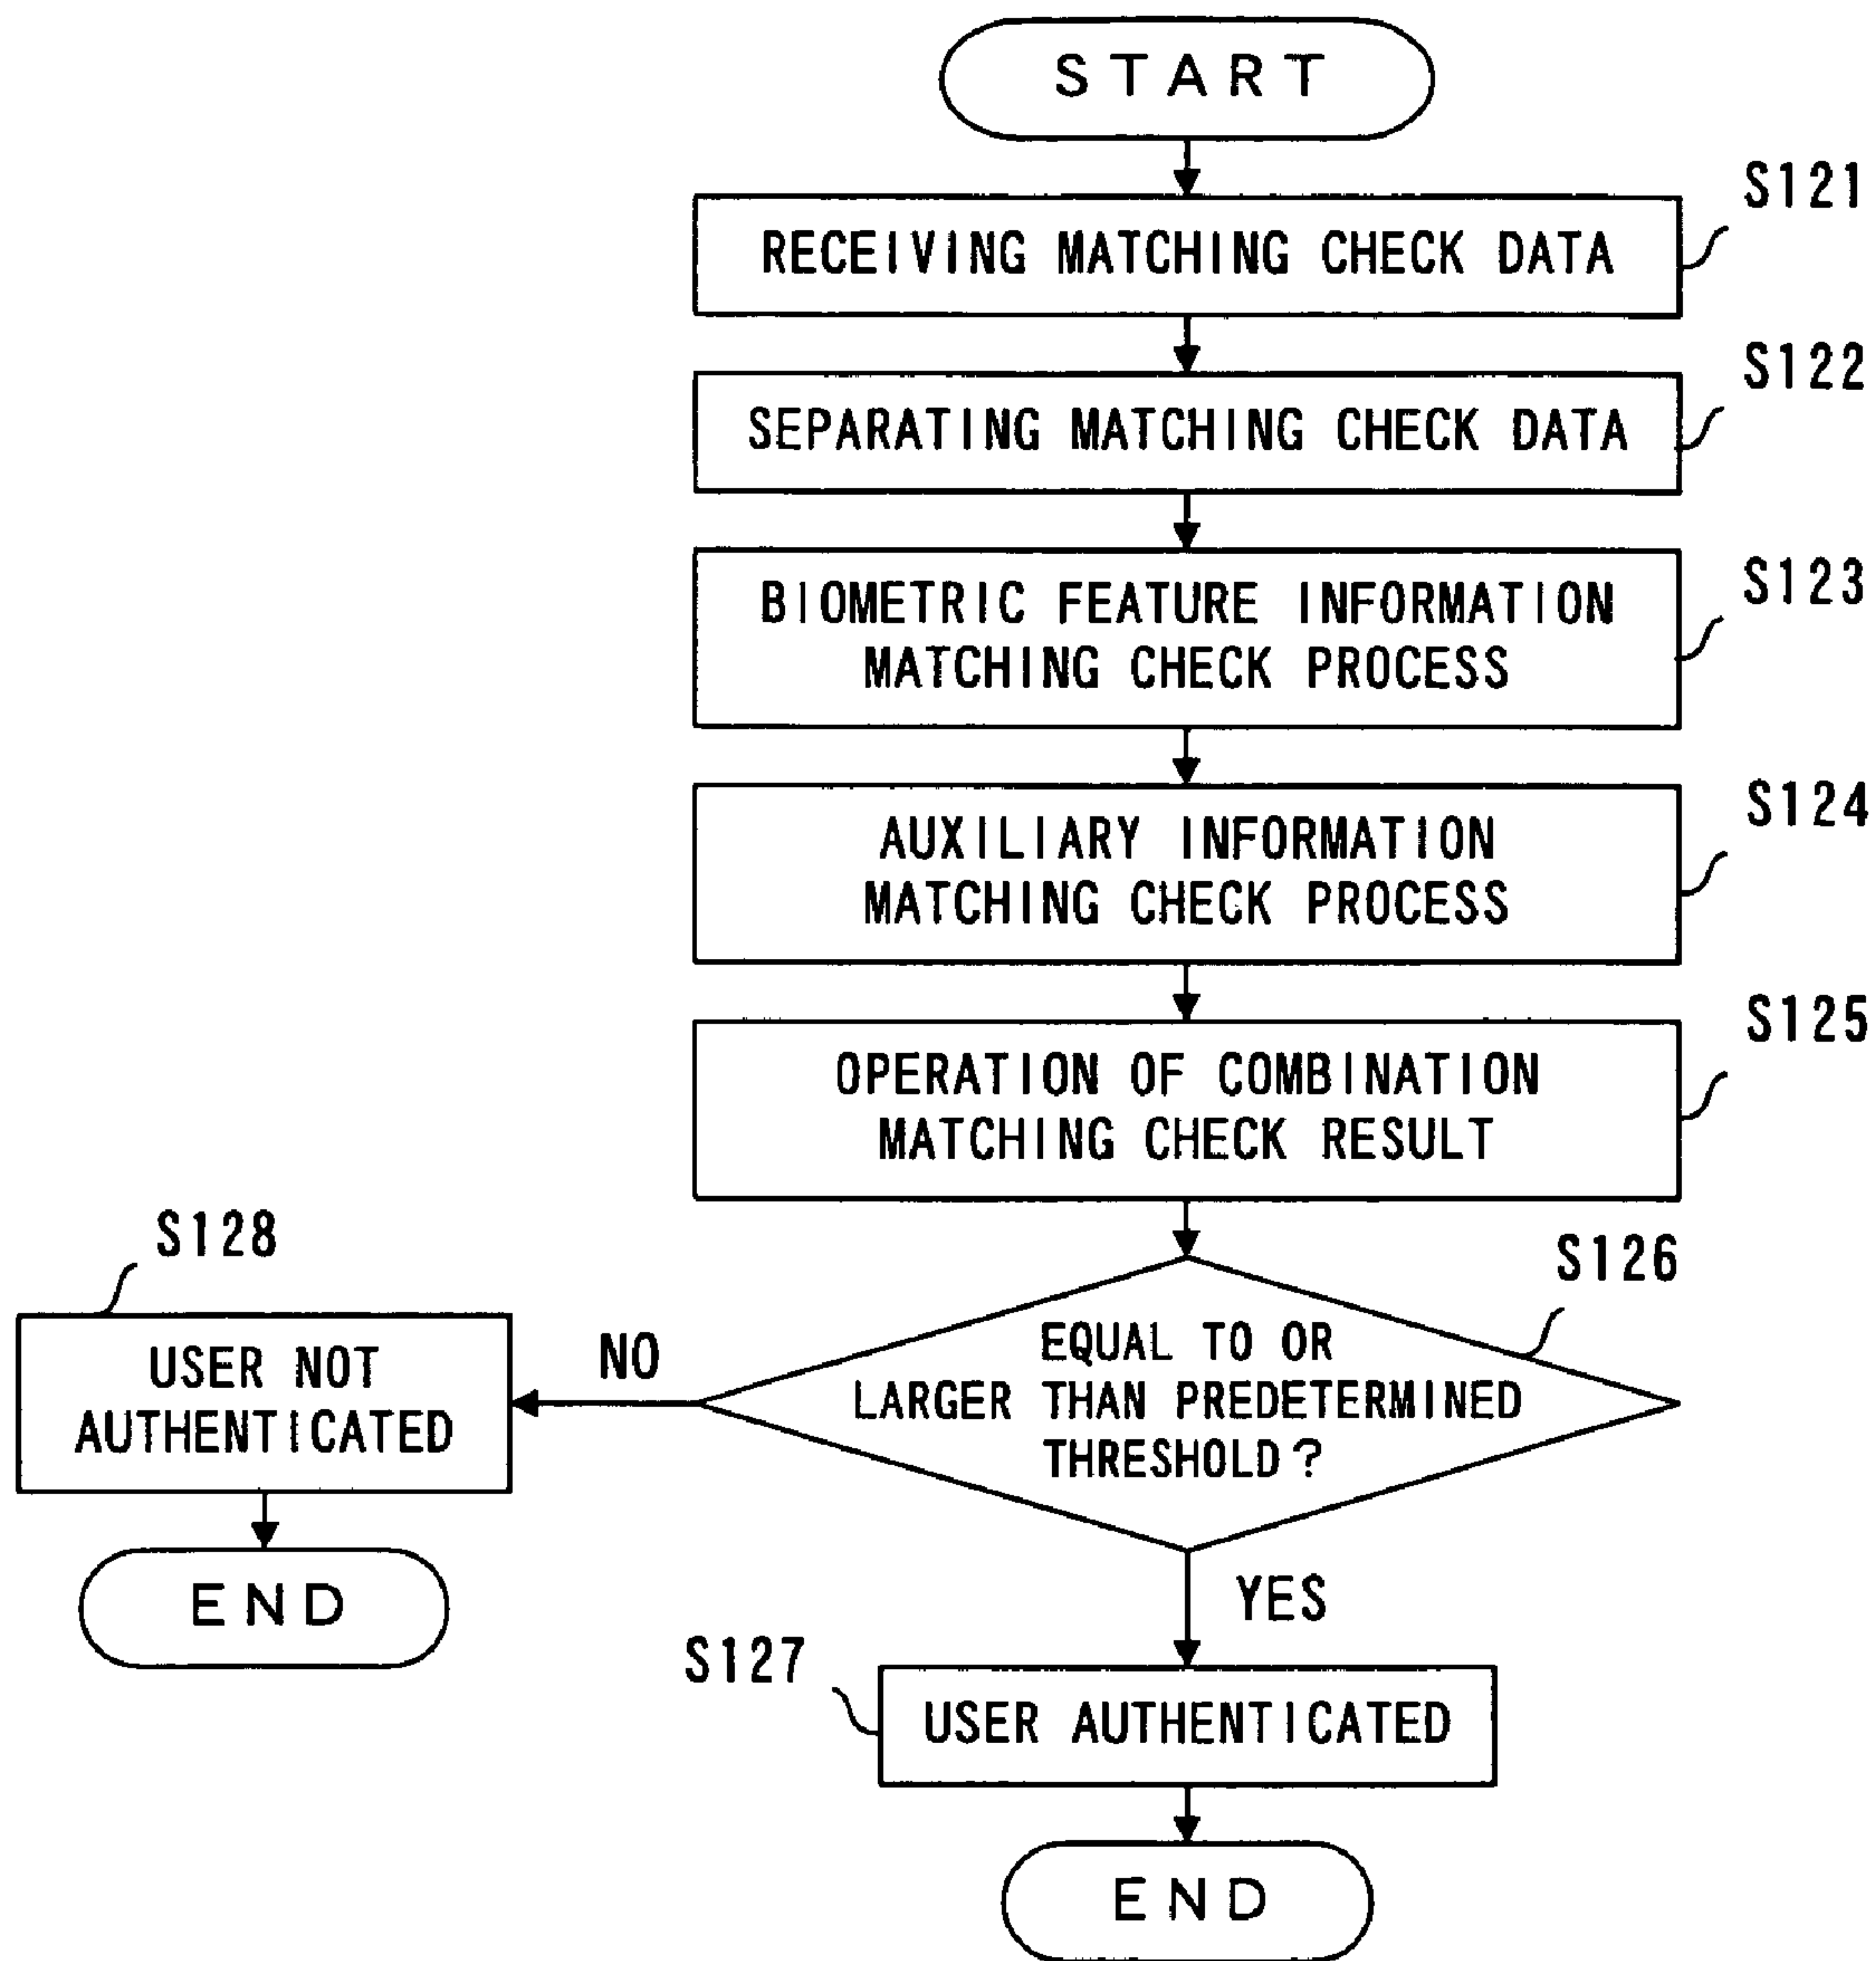 START
S121
RECEIVING MATCHING CHECK DATA
S122
SEPARATING MATCHING CHECK DATA
S123
BIOMETRIC FEATURE INFORMATION
MATCHING CHECK PROCESS
S124
AUXILIARY INFORMATION
MATCHING CHECK PROCESS
S125
OPERATION OF COMBINATION
MATCHING CHECK RESULT
S126
EQUAL TO OR
LARGER THAN PREDETERMINED
THRESHOLD?
NO
S128
USER NOT
AUTHENTICATED
END
YES
S127
USER AUTHENTICATED
END